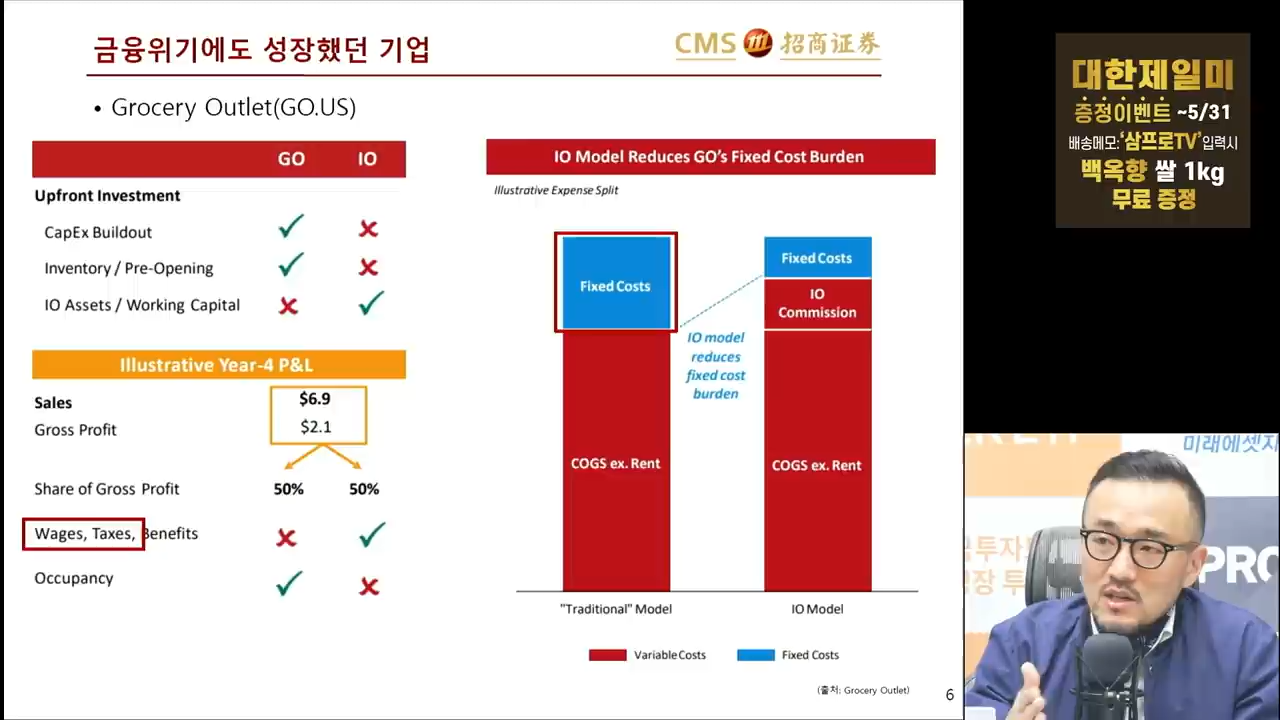 금융위기에도 성장했던 기업
CMS 招商证券
• Grocery Outlet(GO.US)
GO IO
Upfront Investment
CapEx Buildout
Inventory / Pre-Opening
IO Assets / Working Capital
Illustrative Year-4 P&L
Sales $6.9
Gross Profit $2.1
Share of Gross Profit 50% 50%
Wages, Taxes, Benefits
Occupancy
IO Model Reduces GO's Fixed Cost Burden
Illustrative Expense Split
Fixed Costs
COGS ex. Rent
IO model
reduces
fixed cost
burden
Fixed Costs
IO
Commission
COGS ex. Rent
"Traditional" Model IO Model
Variable Costs Fixed Costs
(출처: Grocery Outlet)
6
대한제일미
증정이벤트 ~5/31
배송메모:'삼프로TV'입력시
백옥향 쌀 1kg
무료 증정
미래에셋
투자
장 투
PRO